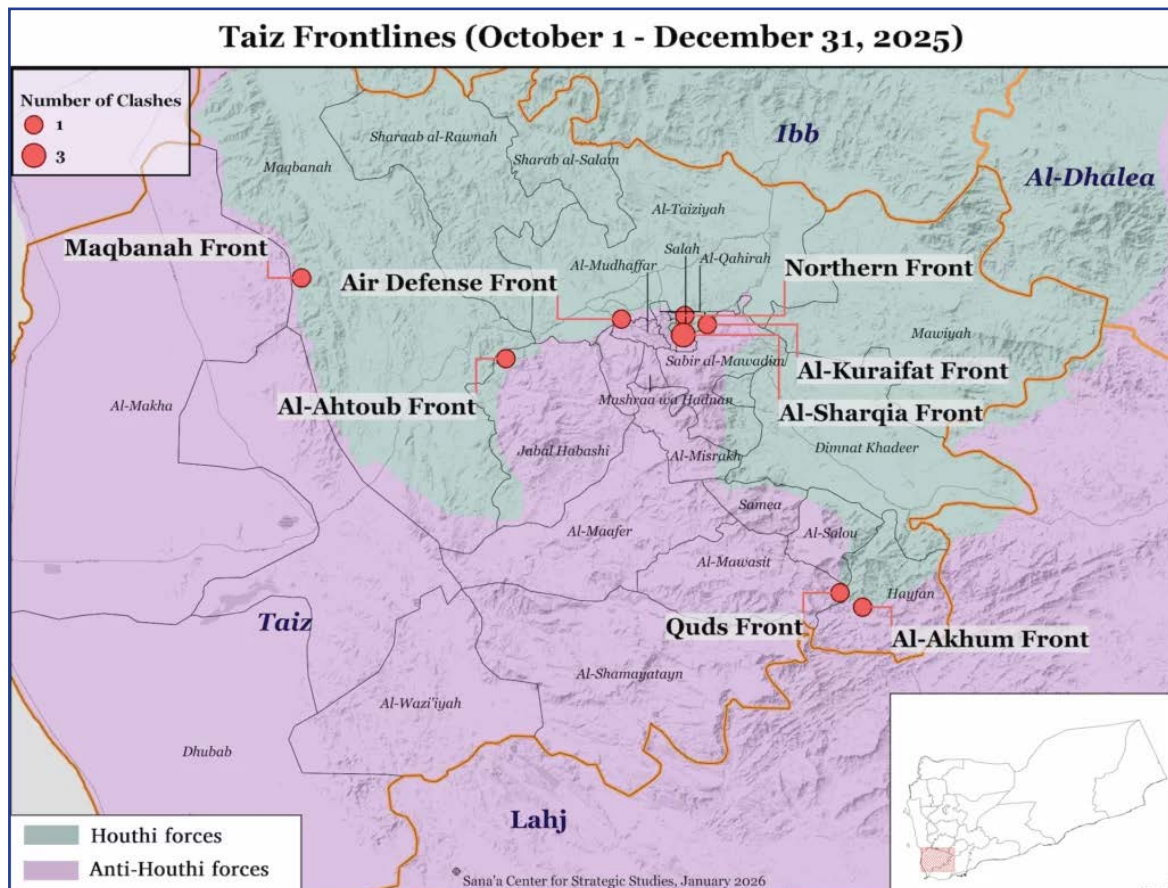 Taiz Frontlines (October 1 - December 31, 2025)
Number of Clashes
1
3
Ibb
Al-Dhalea
Sharaab al-Rawnah
Maqbanah
Sharab al-Salam
Al-Taiziyah
Salah
Al-Qahirah
Al-Mudhaffar
Maqbanah Front
Air Defense Front
Northern Front
Mawiyah
Sabir al-Mawadim
Al-Kuraifat Front
Al-Ahtoub Front
Al-Sharqia Front
Al-Makha
Mushraa wa Hadnan
Jabal Habashi
Al-Misrakh
Dimnat Khadeer
Samea
Al-Maafer
Al-Salou
Al-Mawasit
Hayfan
Taiz
Quds Front
Al-Akhum Front
Al-Shamayatayn
Al-Wazi'iyah
Dhubab
Lahj
Houthi forces
Anti-Houthi forces
Sana'a Center for Strategic Studies, January 2026